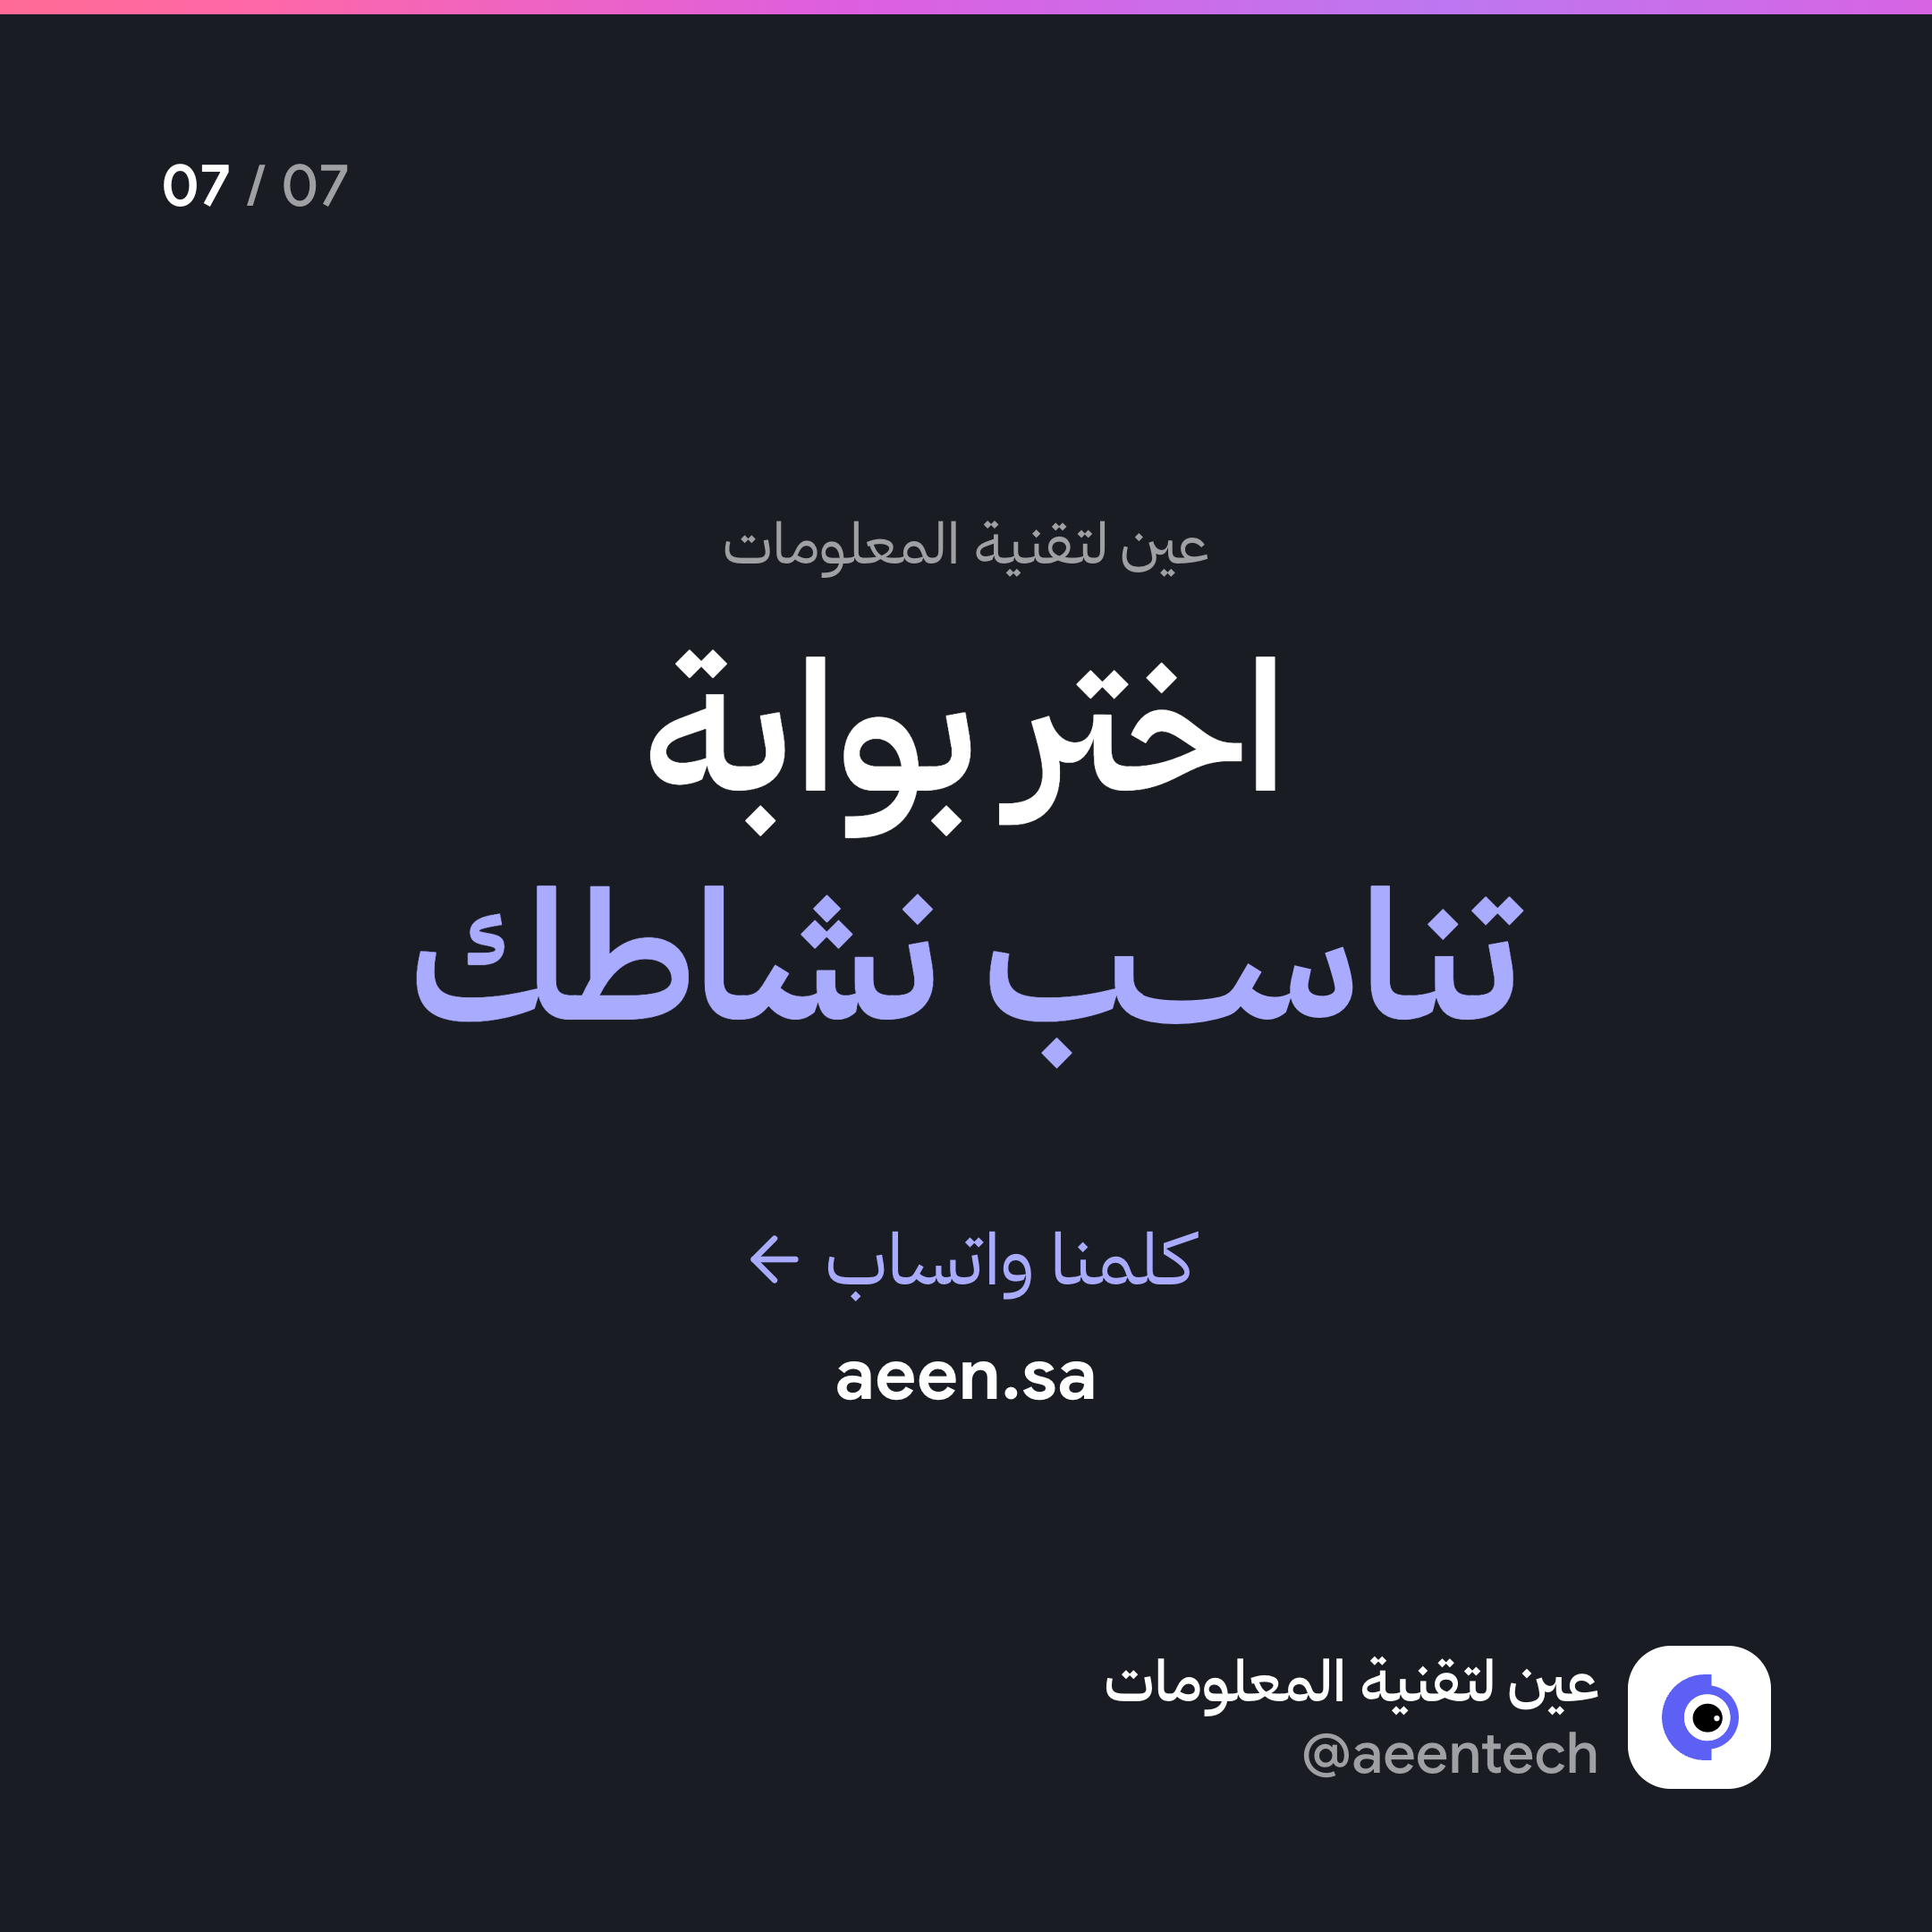 07 / 07
عين لتقنية المعلومات
اختر بوابة
تناسب نشاطك
كلمنا واتساب ←
aeen.sa
عين لتقنية المعلومات
@aeentech